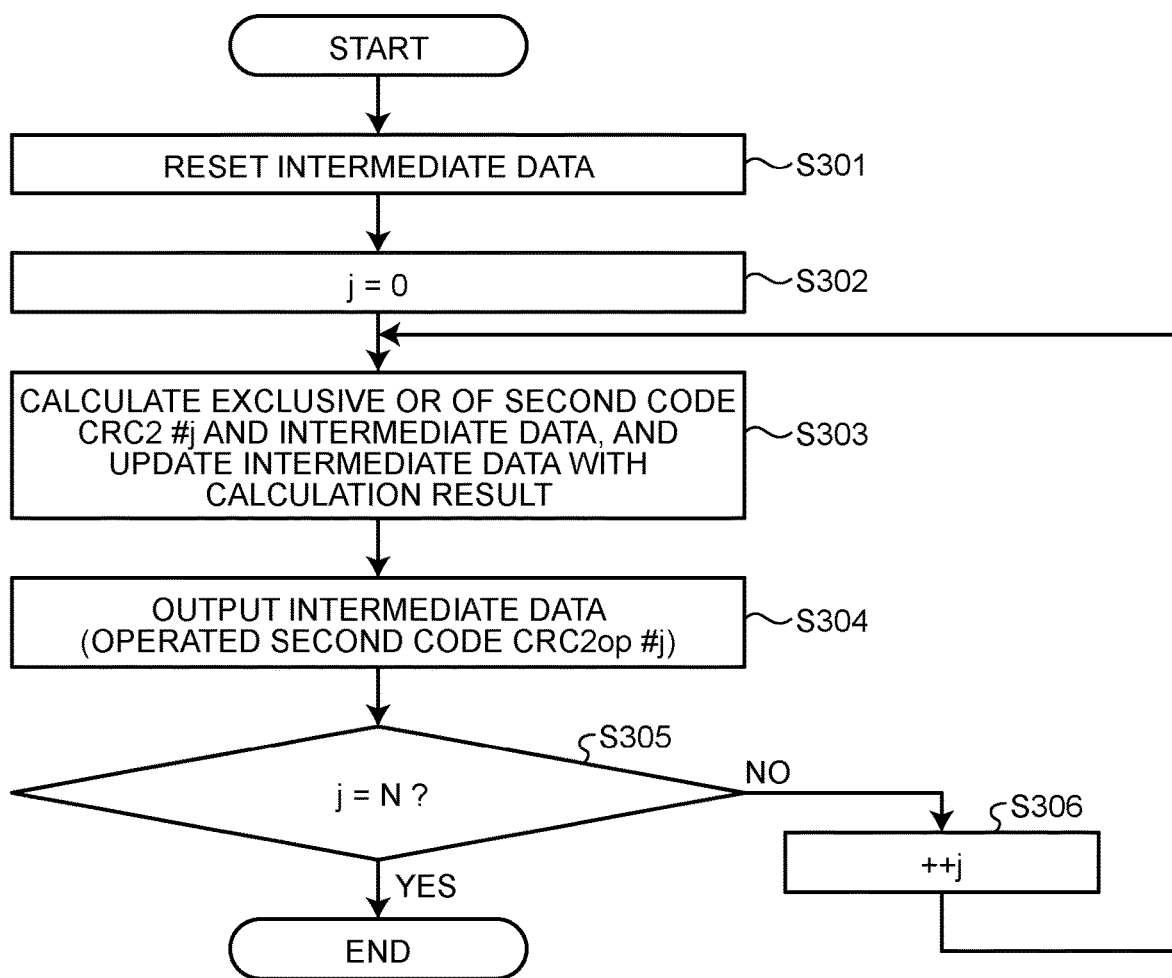 START
RESET INTERMEDIATE DATA
S301
j = 0
S302
CALCULATE EXCLUSIVE OR OF SECOND CODE
CRC2 #j AND INTERMEDIATE DATA, AND
UPDATE INTERMEDIATE DATA WITH
CALCULATION RESULT
S303
OUTPUT INTERMEDIATE DATA
(OPERATED SECOND CODE CRC2op #j)
S304
S305
j = N ?
NO
S306
++j
YES
END